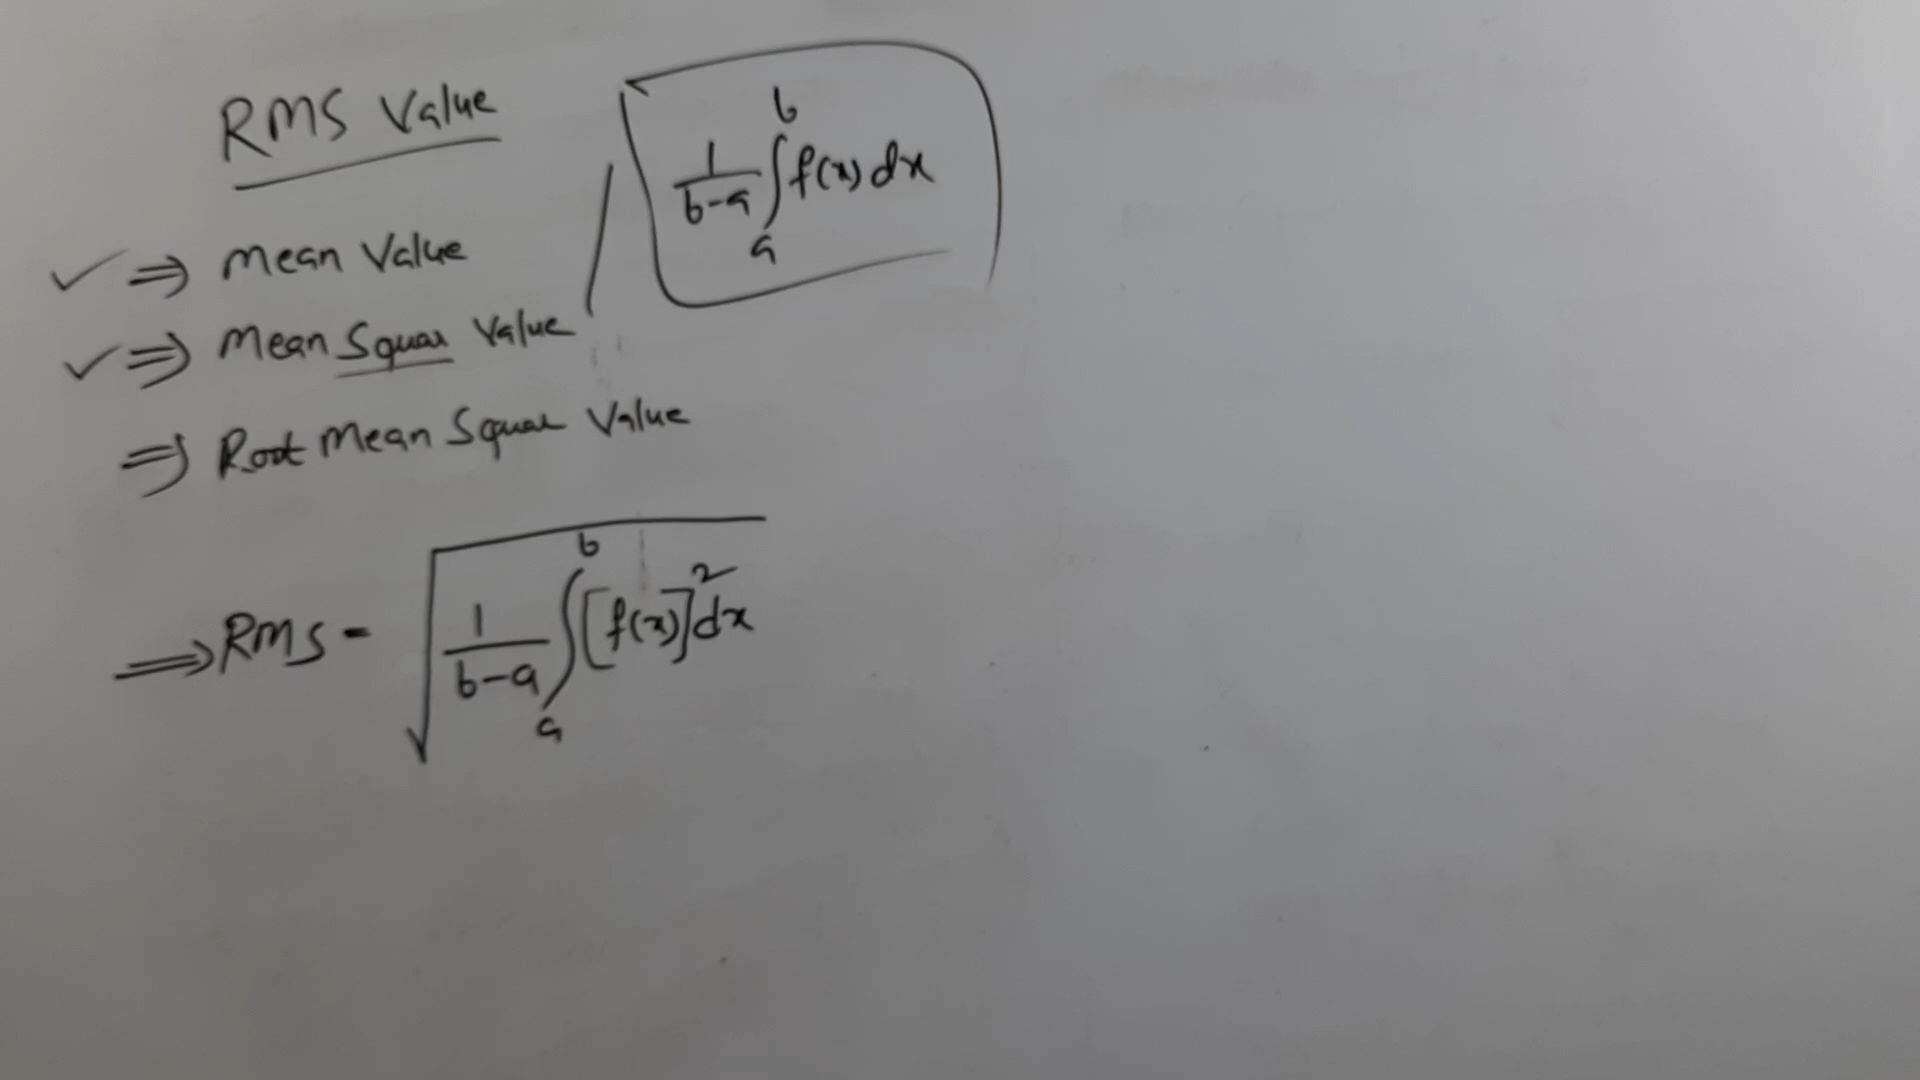 RMS Value
1/(b-a) ∫_a^b f(x) dx
✓ ⇒ Mean Value
✓ ⇒ Mean Squar Value
⇒ Root Mean Squar Value
⇒ RMS = √(1/(b-a) ∫_a^b [f(x)]² dx)